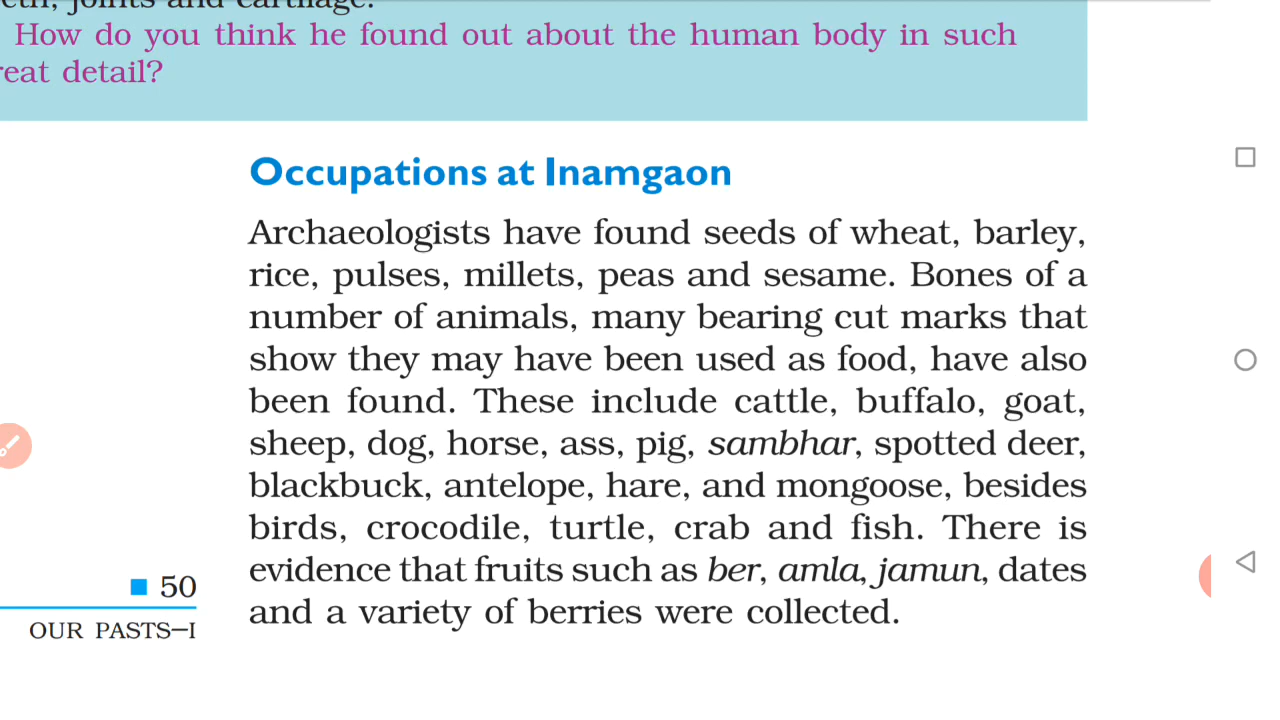 teeth, joints and cartilage.
How do you think he found out about the human body in such
great detail?
Occupations at Inamgaon
Archaeologists have found seeds of wheat, barley,
rice, pulses, millets, peas and sesame. Bones of a
number of animals, many bearing cut marks that
show they may have been used as food, have also
been found. These include cattle, buffalo, goat,
sheep, dog, horse, ass, pig, sambhar, spotted deer,
blackbuck, antelope, hare, and mongoose, besides
birds, crocodile, turtle, crab and fish. There is
evidence that fruits such as ber, amla, jamun, dates
and a variety of berries were collected.
50
OUR PASTS–I